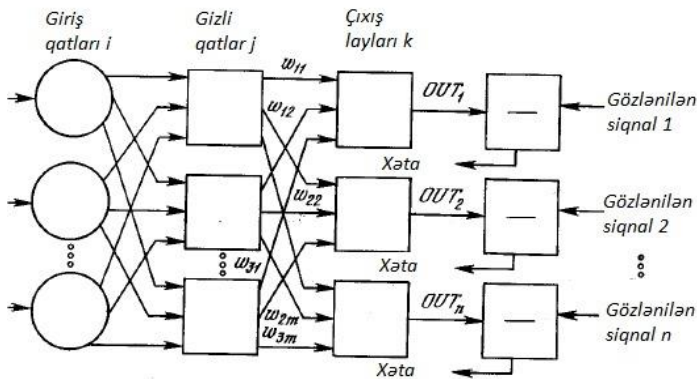 Giriş
qatları i
Gizli
qatlar j
Çıxış
layları k
w11
w12
OUT1
Gözlənilən
siqnal 1
Xəta
w22
OUT2
Gözlənilən
siqnal 2
w31
Xəta
w2m
w3m
OUTn
Gözlənilən
siqnal n
Xəta